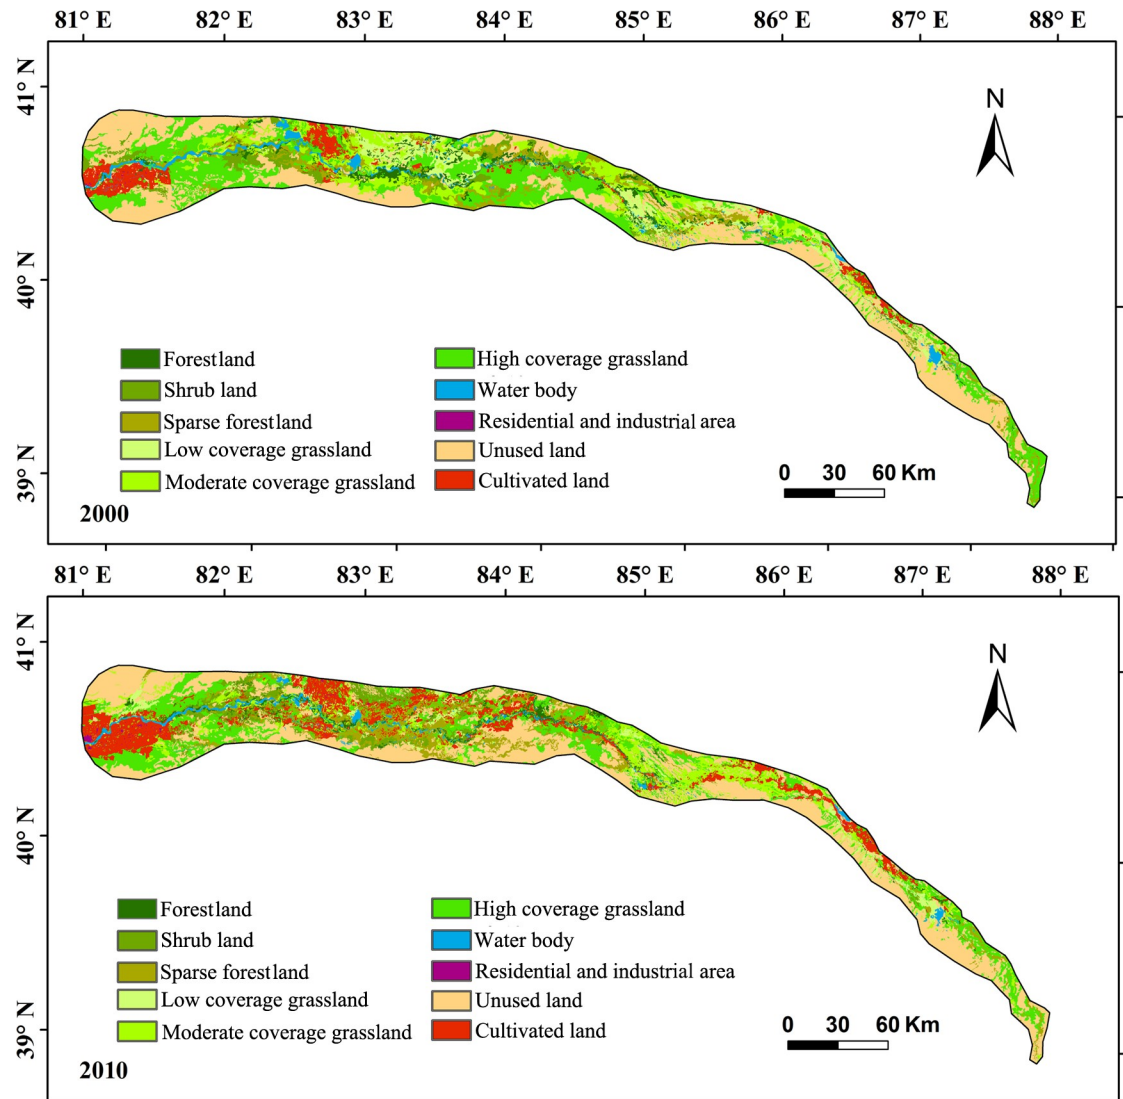 81° E 82° E 83° E 84° E 85° E 86° E 87° E 88° E
41° N
N
40° N
Forestland High coverage grassland
Shrub land Water body
Sparse forestland Residential and industrial area
Low coverage grassland Unused land
Moderate coverage grassland Cultivated land
0 30 60 Km
39° N
2000
81° E 82° E 83° E 84° E 85° E 86° E 87° E 88° E
41° N
N
40° N
Forestland High coverage grassland
Shrub land Water body
Sparse forestland Residential and industrial area
Low coverage grassland Unused land
Moderate coverage grassland Cultivated land
0 30 60 Km
39° N
2010